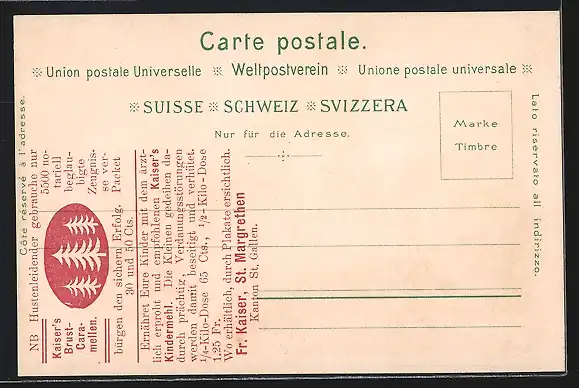 Carte postale.
Union postale Universelle ※ Weltpostverein ※ Unione postale universale
SUISSE ※ SCHWEIZ ※ SVIZZERA
Nur für die Adresse.
Marke
Timbre
Côté réservé à l'adresse.
Lato riservato all indirizzo.
NB Hustenleidender gebrauche nur
5500 no-
tariell
beglau-
bigte
Zeugnis-
se ver-
Packet
Kaiser's
Brust-
Cara-
mellen.
bürgen den sichern Erfolg.
30 und 50 Cts.
Ernähret Eure Kinder mit dem ärzt-
lich erprobt und empfohlenen Kaiser's
Kindermehl. Die Kleinen gedeihen da-
durch prächtig, Verdauungsstörungen
werden damit beseitigt und verhütet.
1/4-Kilo-Dose 65 Cts., 1/2-Kilo-Dose
1,25 Fr.
Wo erhältlich, durch Plakate ersichtlich.
Fr. Kaiser, St. Margrethen
Kanton St. Gallen.